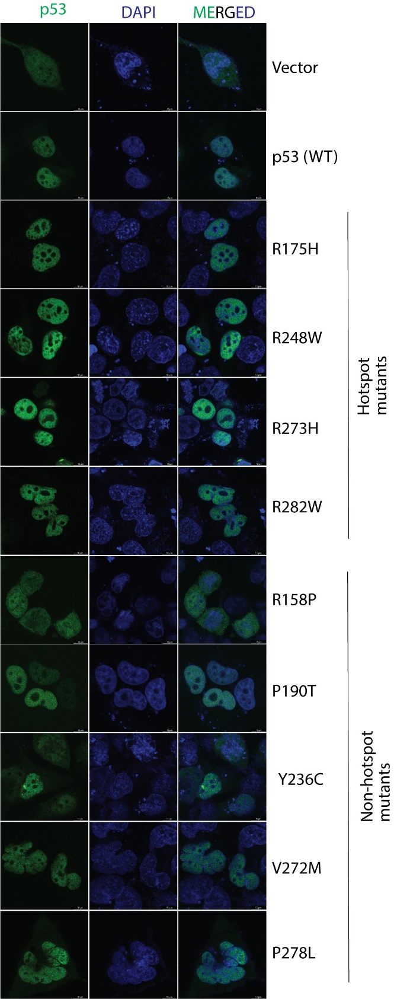 p53 DAPI MERGED
Vector
p53 (WT)
R175H
R248W
R273H
R282W
Hotspot
mutants
R158P
P190T
Y236C
V272M
P278L
Non-hotspot
mutants